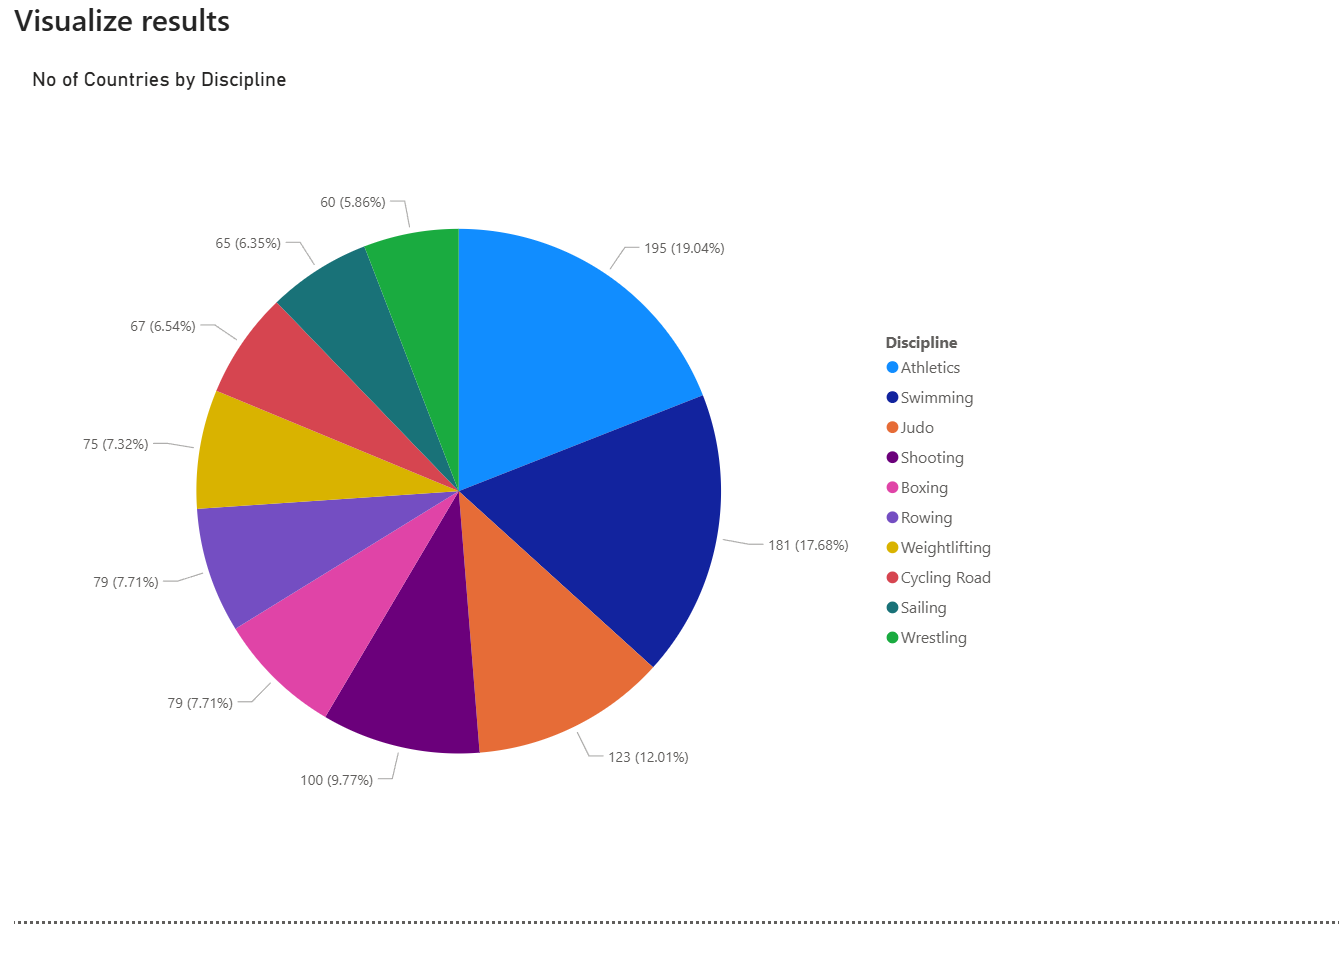 Visualize results
No of Countries by Discipline
60 (5.86%)
65 (6.35%)
195 (19.04%)
67 (6.54%)
75 (7.32%)
181 (17.68%)
79 (7.71%)
79 (7.71%)
123 (12.01%)
100 (9.77%)
Discipline
Athletics
Swimming
Judo
Shooting
Boxing
Rowing
Weightlifting
Cycling Road
Sailing
Wrestling